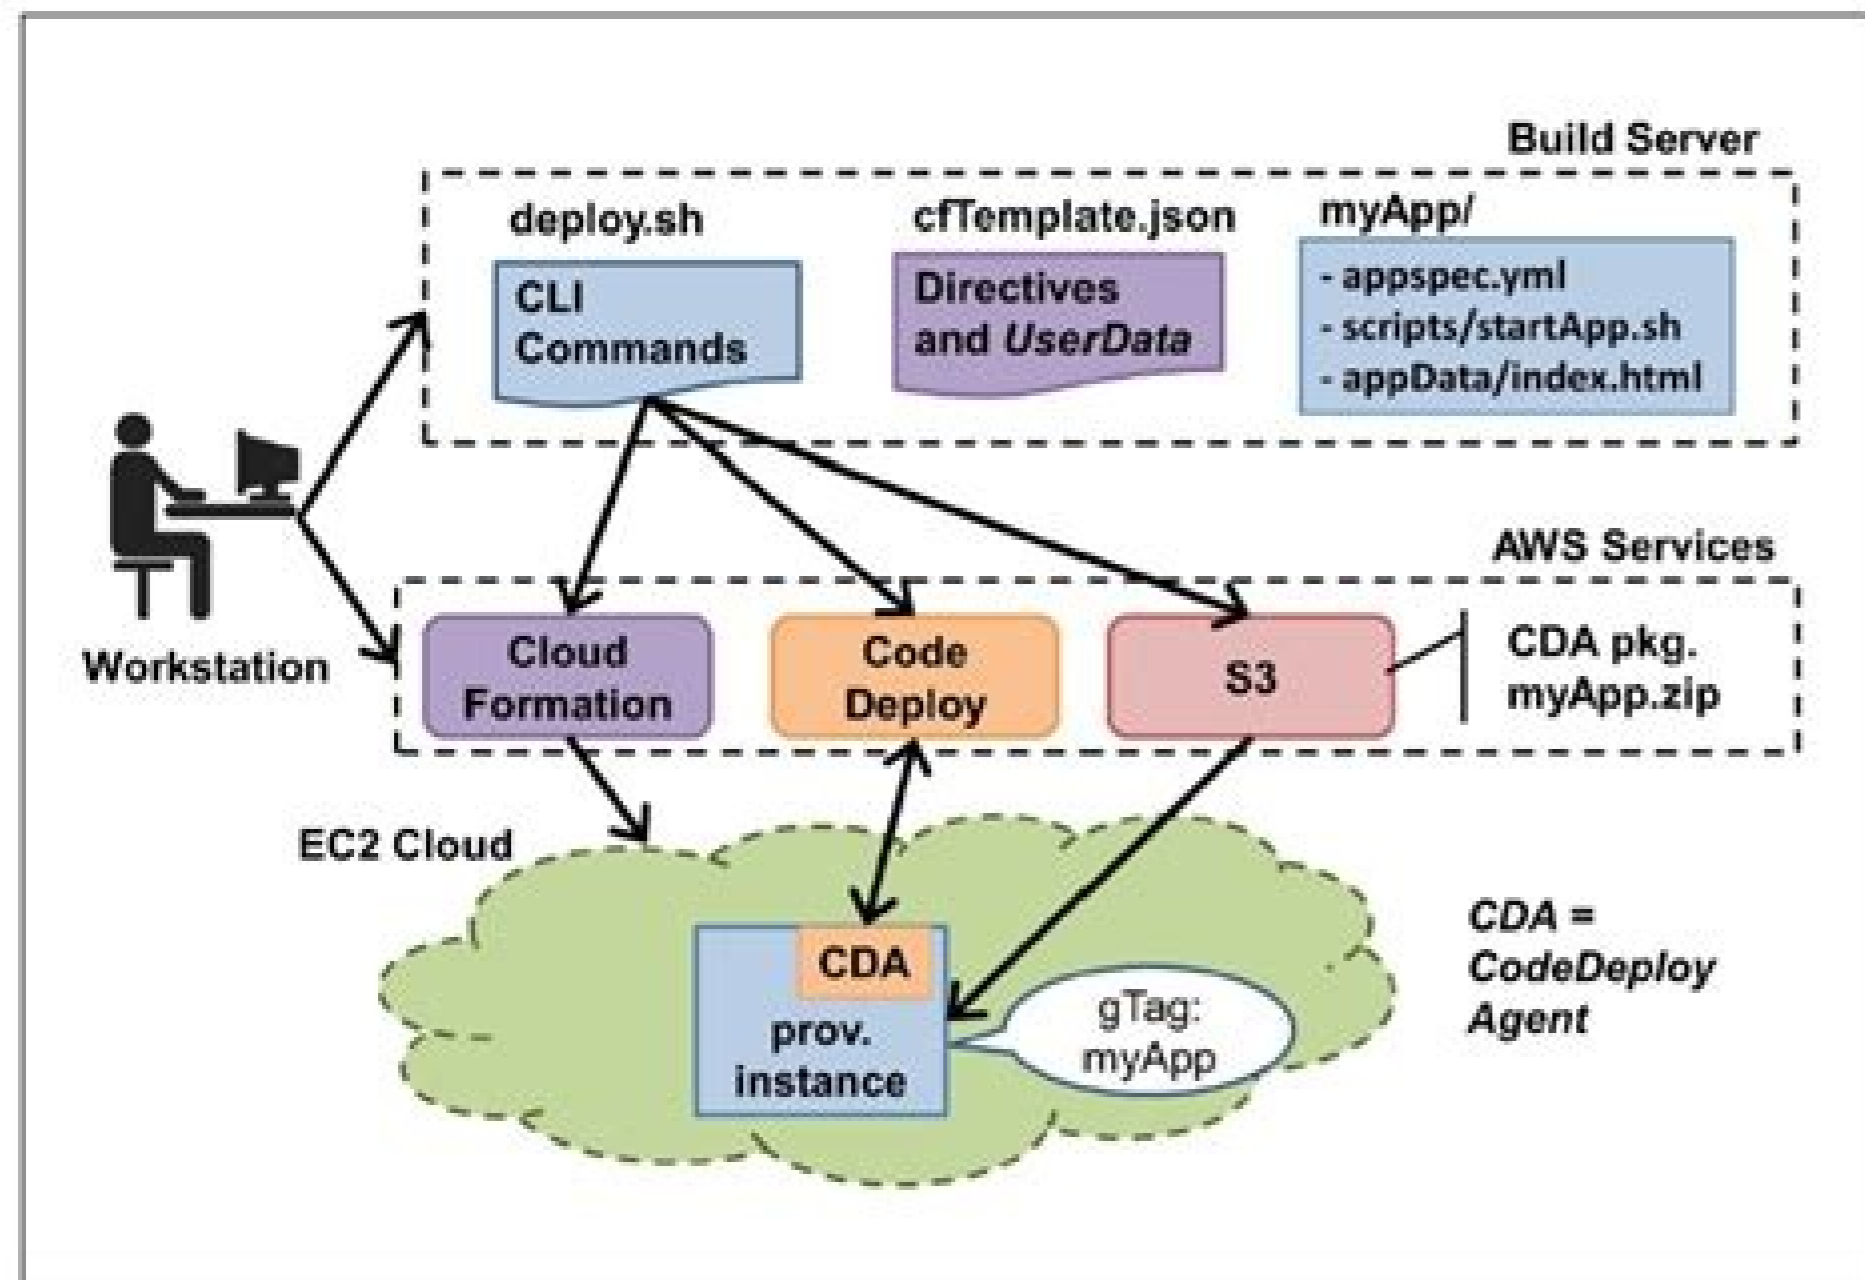 Build Server
deploy.sh
cfTemplate.json
myApp/
CLI
Commands
Directives
and UserData
- appspec.yml
- scripts/startApp.sh
- appData/index.html
Workstation
AWS Services
Cloud
Formation
Code
Deploy
S3
CDA pkg.
myApp.zip
EC2 Cloud
CDA
prov.
instance
gTag:
myApp
CDA =
CodeDeploy
Agent